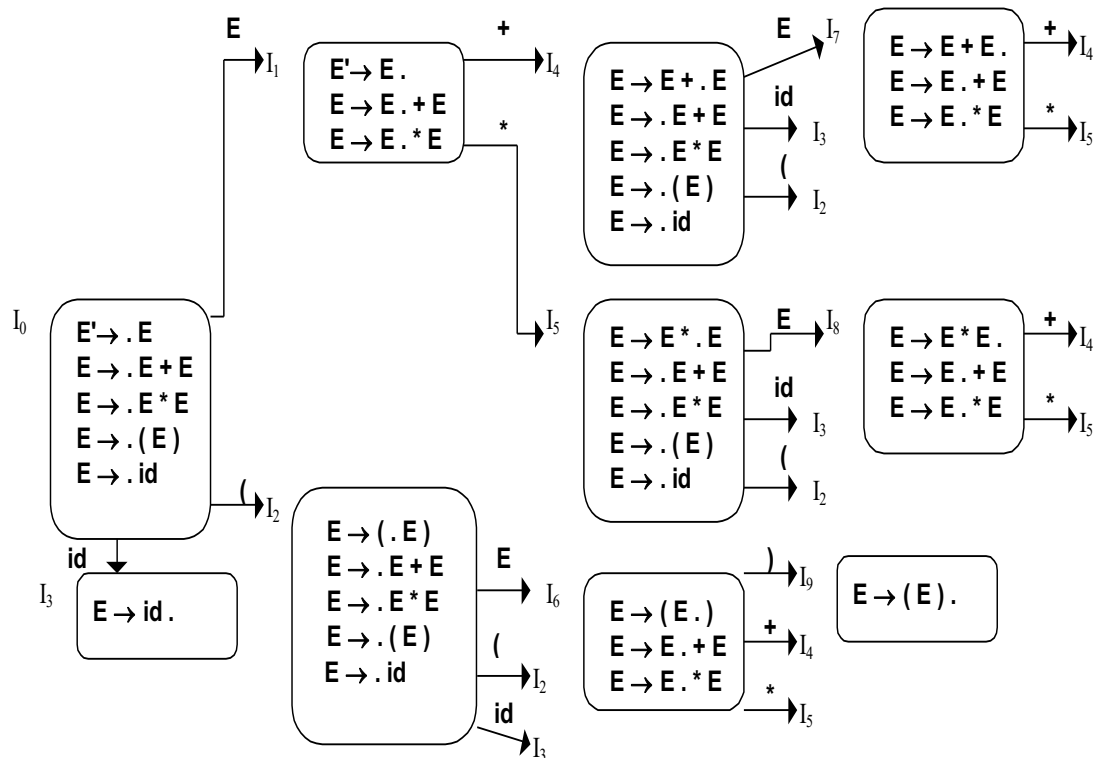 E
I₁
E'→ E .
E → E . + E
E → E . * E
+
I₄
*
I₅
E → E + . E
E → . E + E
E → . E * E
E → . ( E )
E → . id
E
I₇
id
I₃
(
I₂
E → E + E .
E → E . + E
E → E . * E
+
I₄
*
I₅
I₀
E'→ . E
E → . E + E
E → . E * E
E → . ( E )
E → . id
(
I₂
id
I₃
E → id .
E → E * . E
E → . E + E
E → . E * E
E → . ( E )
E → . id
E
I₈
id
I₃
(
I₂
E → E * E .
E → E . + E
E → E . * E
+
I₄
*
I₅
E → ( . E )
E → . E + E
E → . E * E
E → . ( E )
E → . id
E
I₆
(
I₂
id
I₃
E → ( E . )
E → E . + E
E → E . * E
)
I₉
+
I₄
*
I₅
E → ( E ) .